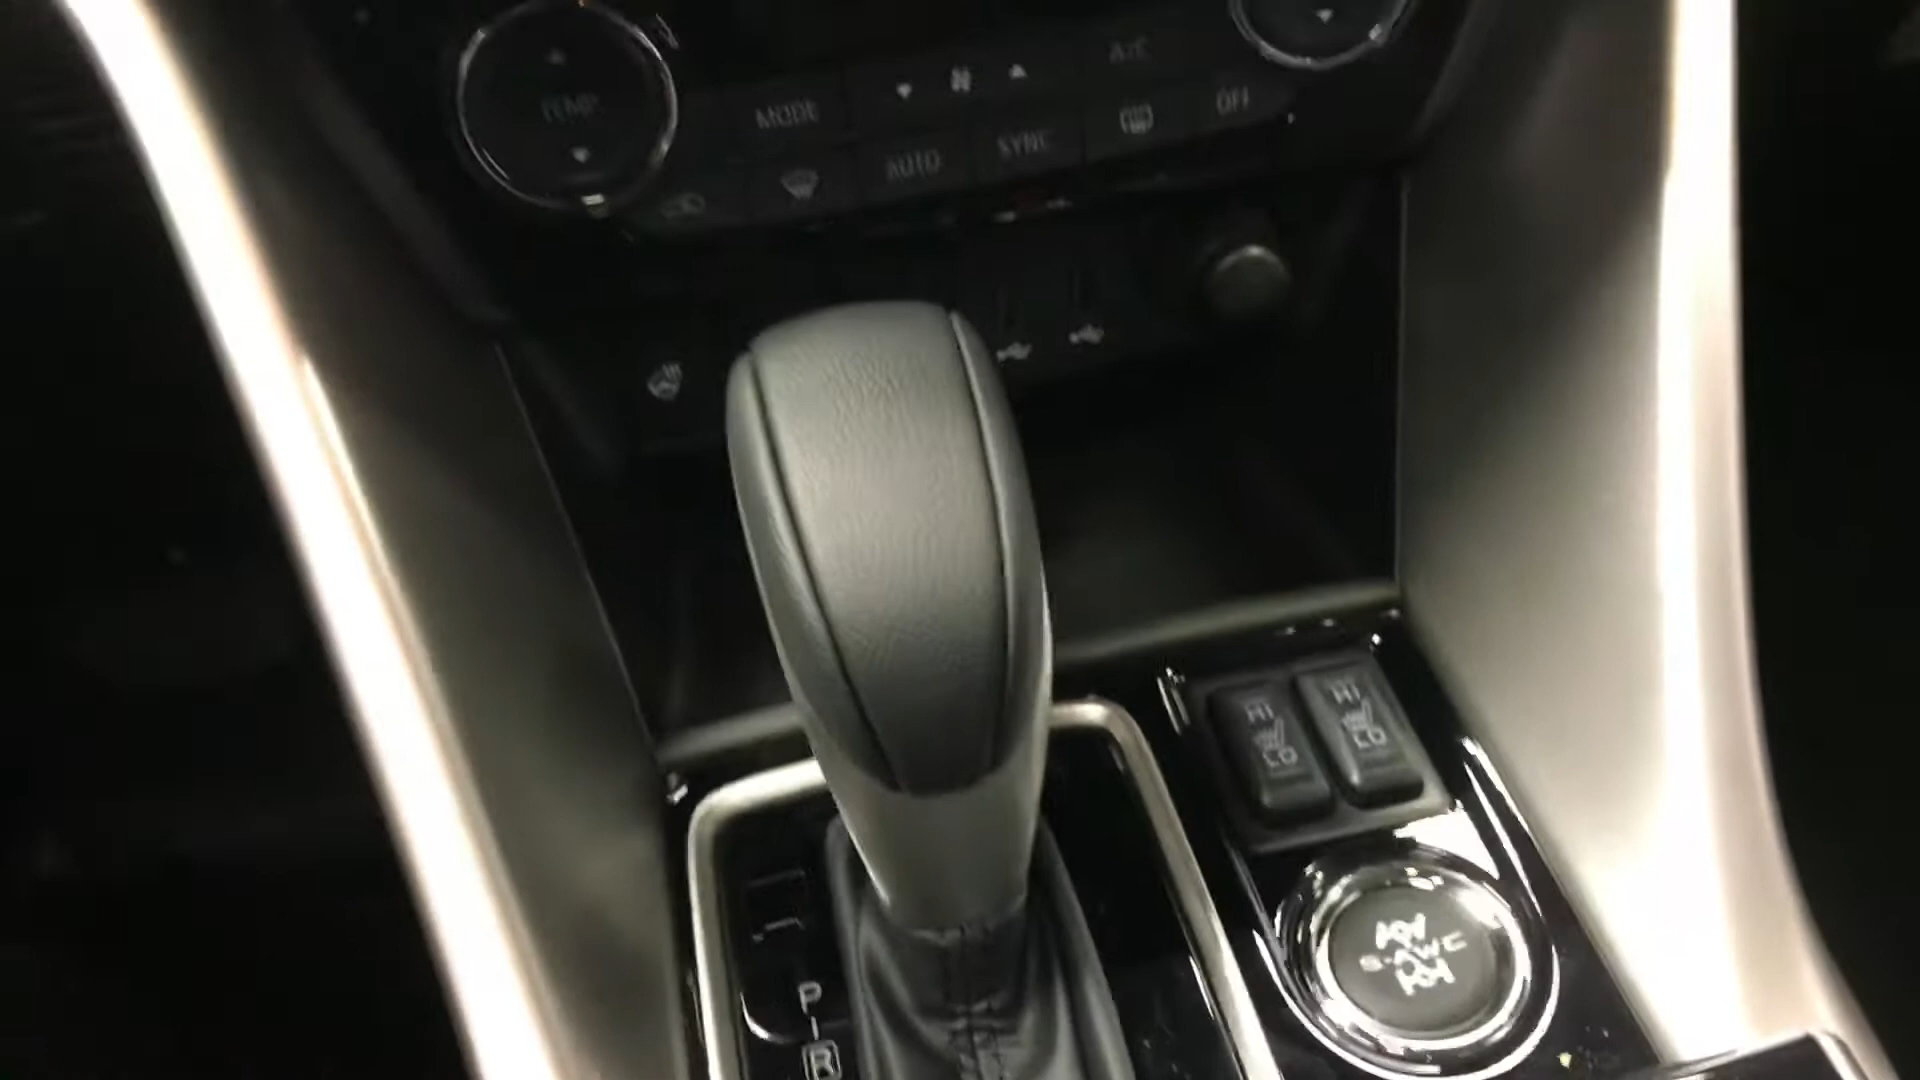 TEMP
MODE
A/C
AUTO
SYNC
OFF
HI
LO
HI
LO
S-AWC
P
R